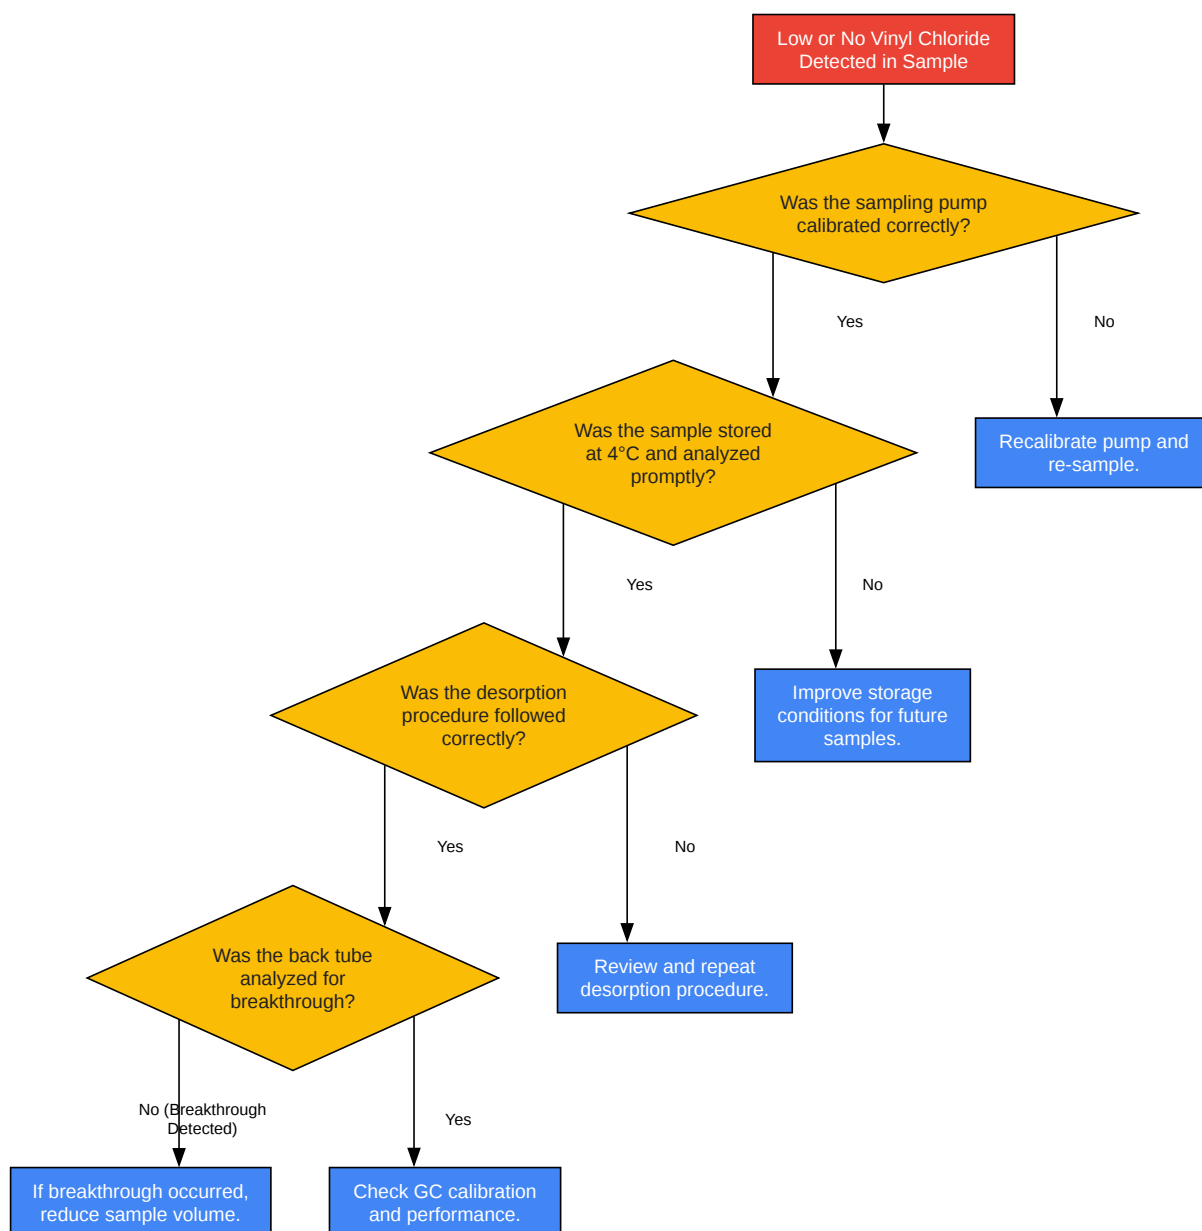 Low or No Vinyl Chloride
Detected in Sample
Was the sampling pump
calibrated correctly?
Yes
No
Was the sample stored
at 4°C and analyzed
promptly?
Recalibrate pump and
re-sample.
Yes
No
Was the desorption
procedure followed
correctly?
Improve storage
conditions for future
samples.
Yes
No
Was the back tube
analyzed for
breakthrough?
Review and repeat
desorption procedure.
No (Breakthrough
Detected)
Yes
If breakthrough occurred,
reduce sample volume.
Check GC calibration
and performance.